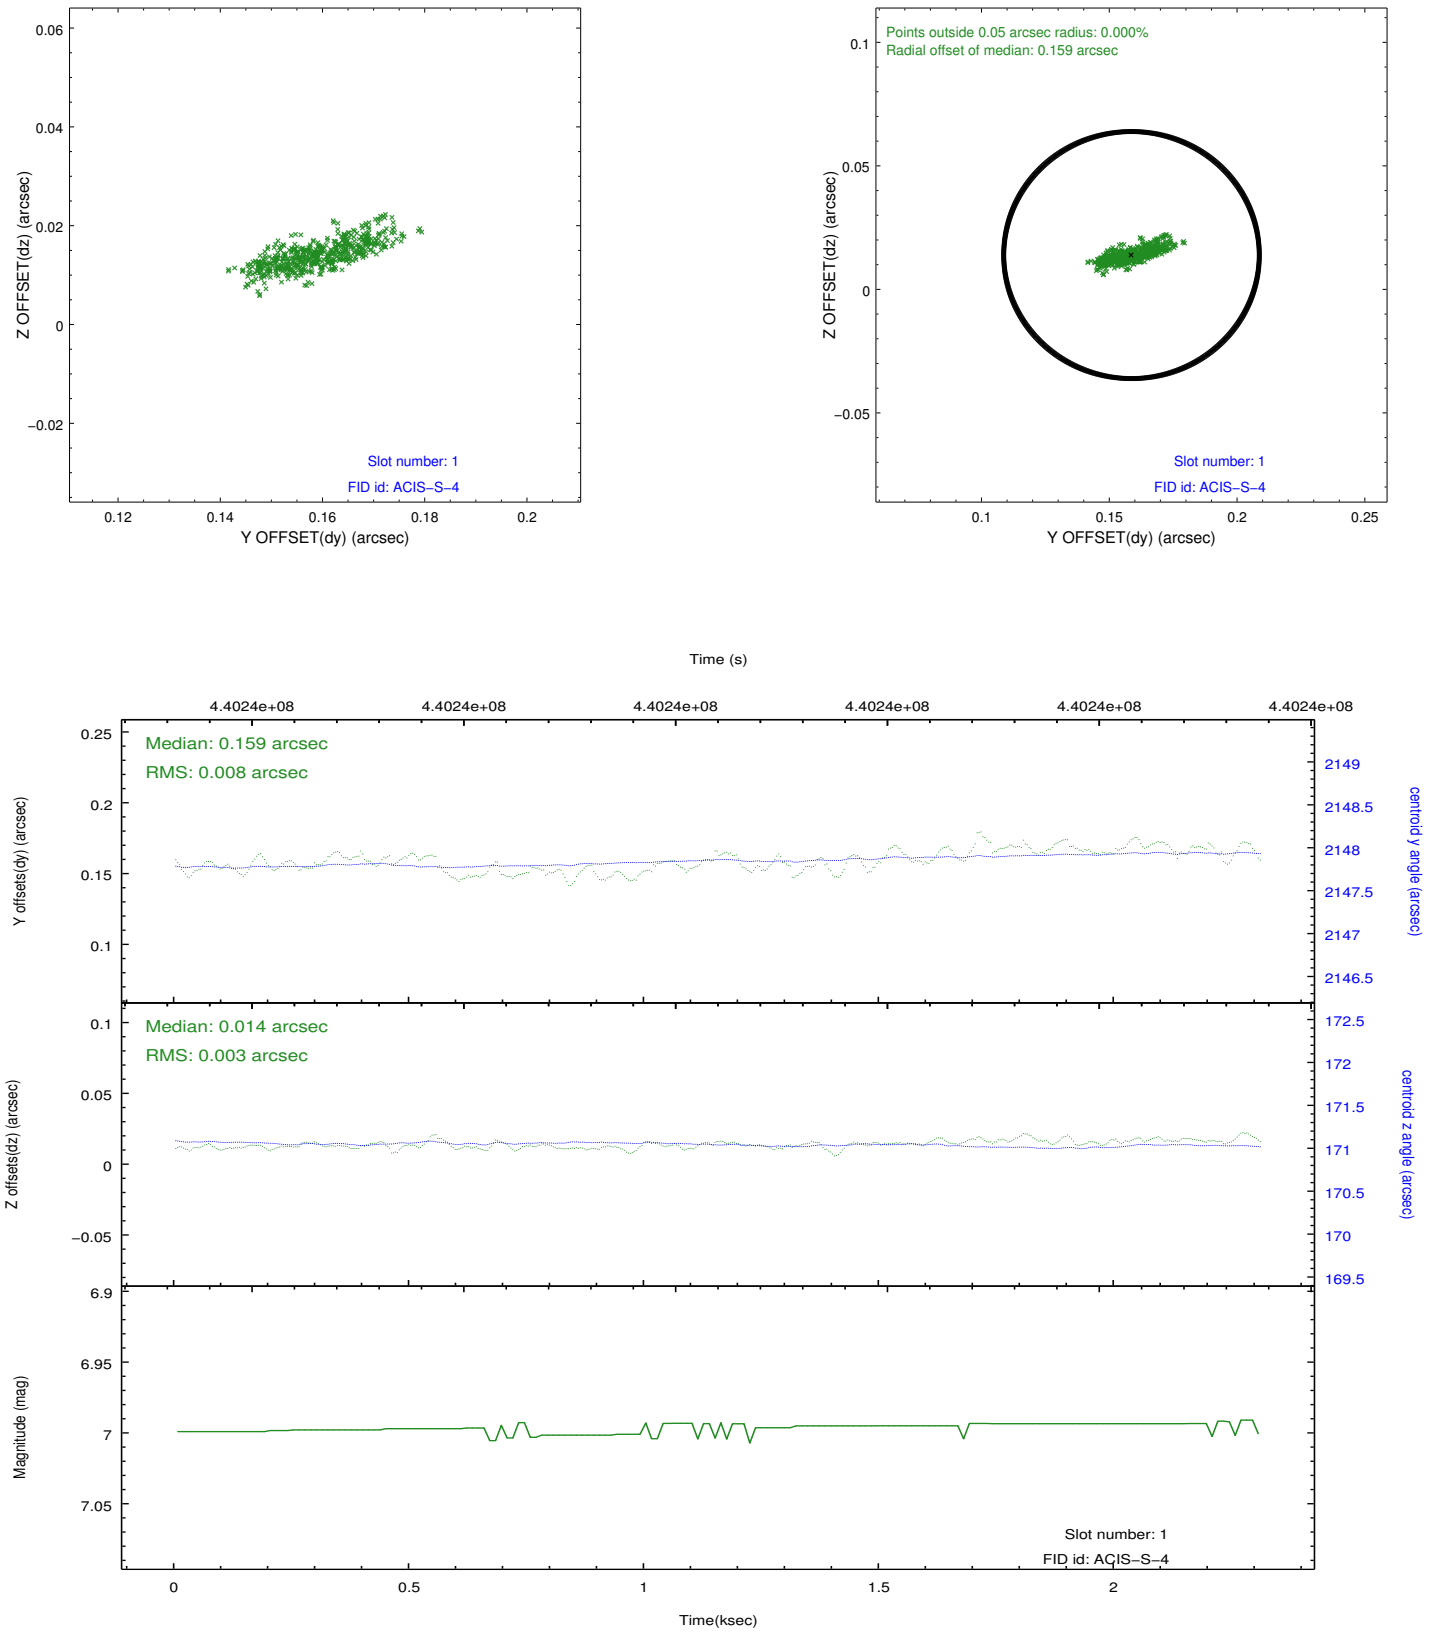 0.06
0.04
0.02
0
−0.02
Z OFFSET(dz) (arcsec)
Slot number: 1
FID id: ACIS−S−4
0.12 0.14 0.16 0.18 0.2
Y OFFSET(dy) (arcsec)
Points outside 0.05 arcsec radius: 0.000%
Radial offset of median: 0.159 arcsec
0.1
0.05
0
−0.05
Z OFFSET(dz) (arcsec)
Slot number: 1
FID id: ACIS−S−4
0.1 0.15 0.2 0.25
Y OFFSET(dy) (arcsec)
Time (s)
4.4024e+08 4.4024e+08 4.4024e+08 4.4024e+08 4.4024e+08 4.4024e+08
Median: 0.159 arcsec
RMS: 0.008 arcsec
0.25
0.2
0.15
0.1
Y offsets(dy) (arcsec)
2149
2148.5
2148
2147.5
2147
2146.5
centroid y angle (arcsec)
Median: 0.014 arcsec
RMS: 0.003 arcsec
0.1
0.05
0
−0.05
Z offsets(dz) (arcsec)
172.5
172
171.5
171
170.5
170
169.5
centroid z angle (arcsec)
6.9
6.95
7
7.05
Magnitude (mag)
Slot number: 1
FID id: ACIS−S−4
0 0.5 1 1.5 2
Time(ksec)